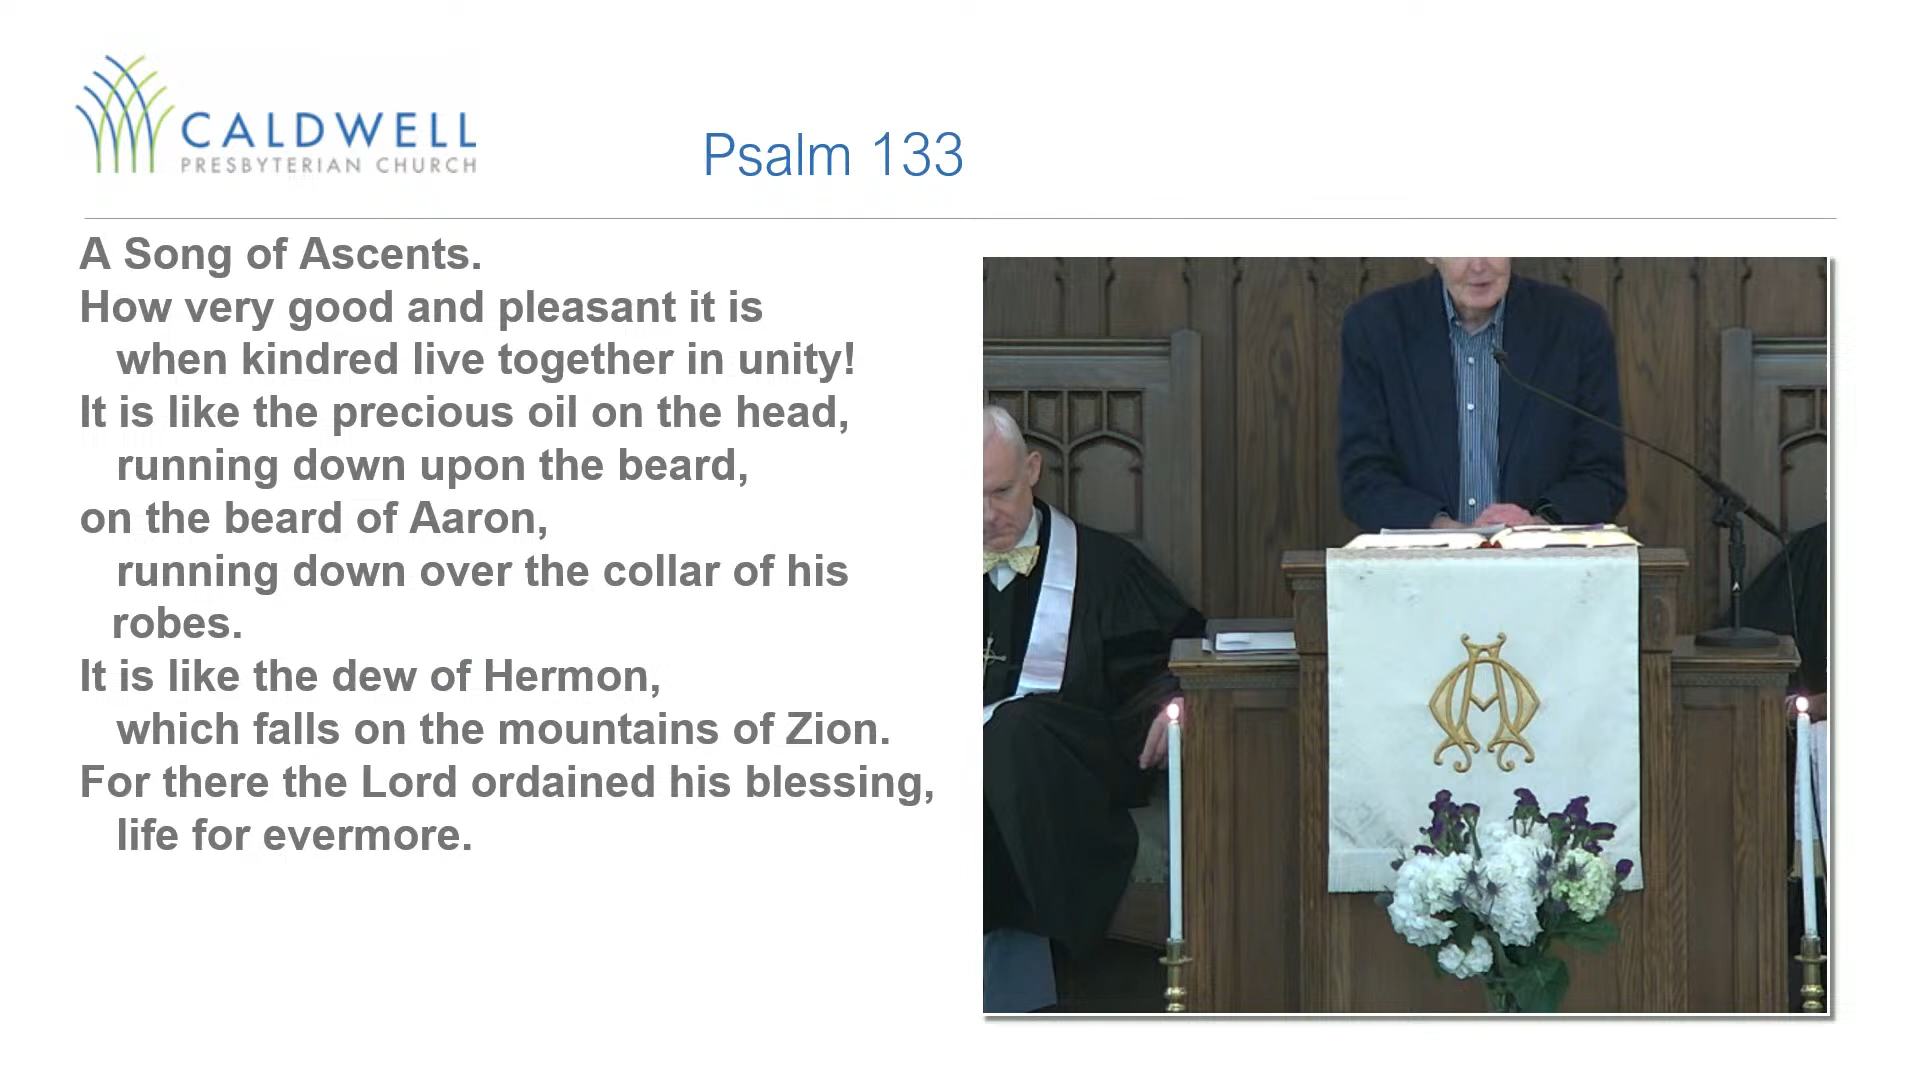 CALDWELL
PRESBYTERIAN CHURCH
Psalm 133
A Song of Ascents.
How very good and pleasant it is
when kindred live together in unity!
It is like the precious oil on the head,
running down upon the beard,
on the beard of Aaron,
running down over the collar of his
robes.
It is like the dew of Hermon,
which falls on the mountains of Zion.
For there the Lord ordained his blessing,
life for evermore.